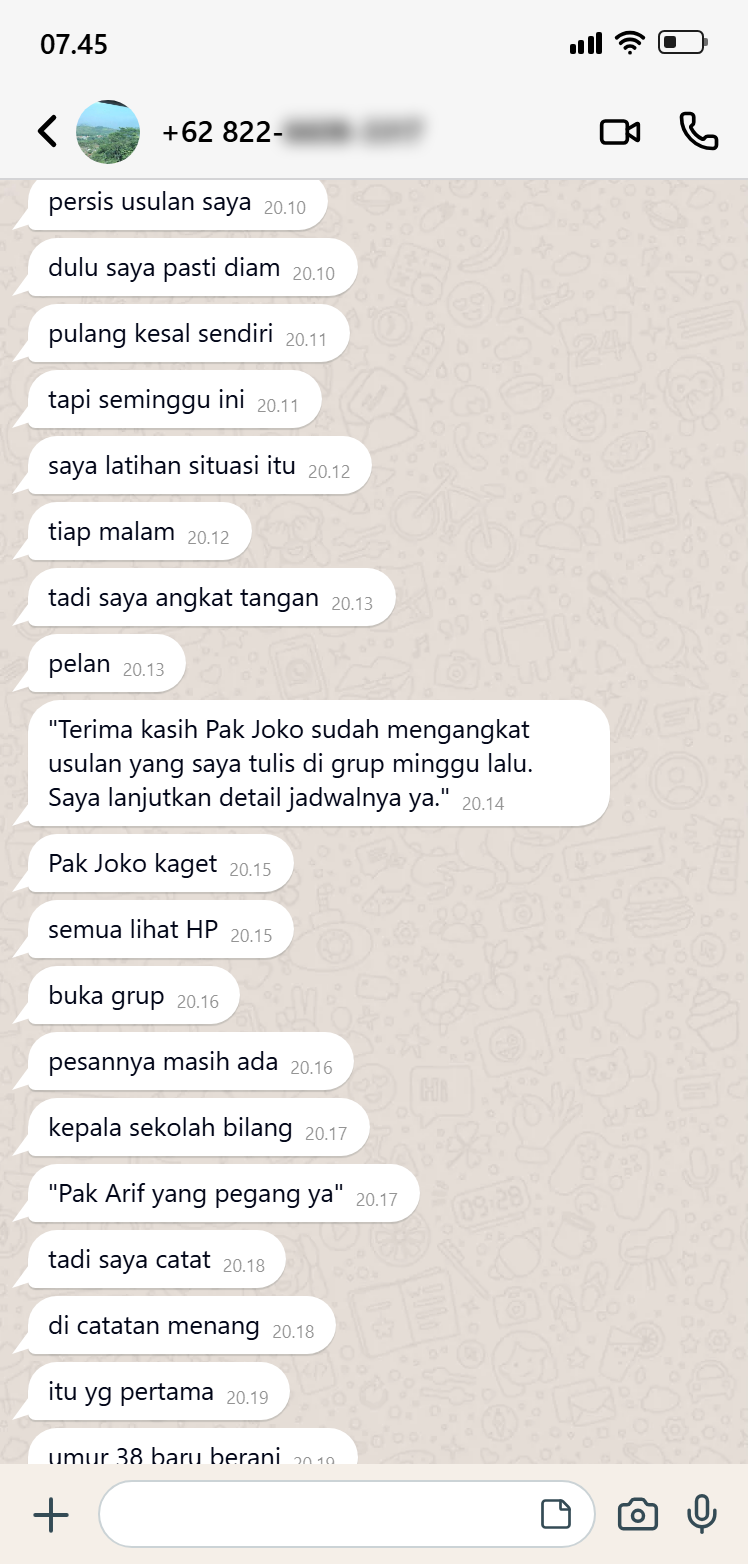 07.45
+62 822-
persis usulan saya 20.10
dulu saya pasti diam 20.10
pulang kesal sendiri 20.11
tapi seminggu ini 20.11
saya latihan situasi itu 20.12
tiap malam 20.12
tadi saya angkat tangan 20.13
pelan 20.13
"Terima kasih Pak Joko sudah mengangkat
usulan yang saya tulis di grup minggu lalu.
Saya lanjutkan detail jadwalnya ya." 20.14
Pak Joko kaget 20.15
semua lihat HP 20.15
buka grup 20.16
pesannya masih ada 20.16
kepala sekolah bilang 20.17
"Pak Arif yang pegang ya" 20.17
tadi saya catat 20.18
di catatan menang 20.18
itu yg pertama 20.19
umur 38 baru berani 20.19